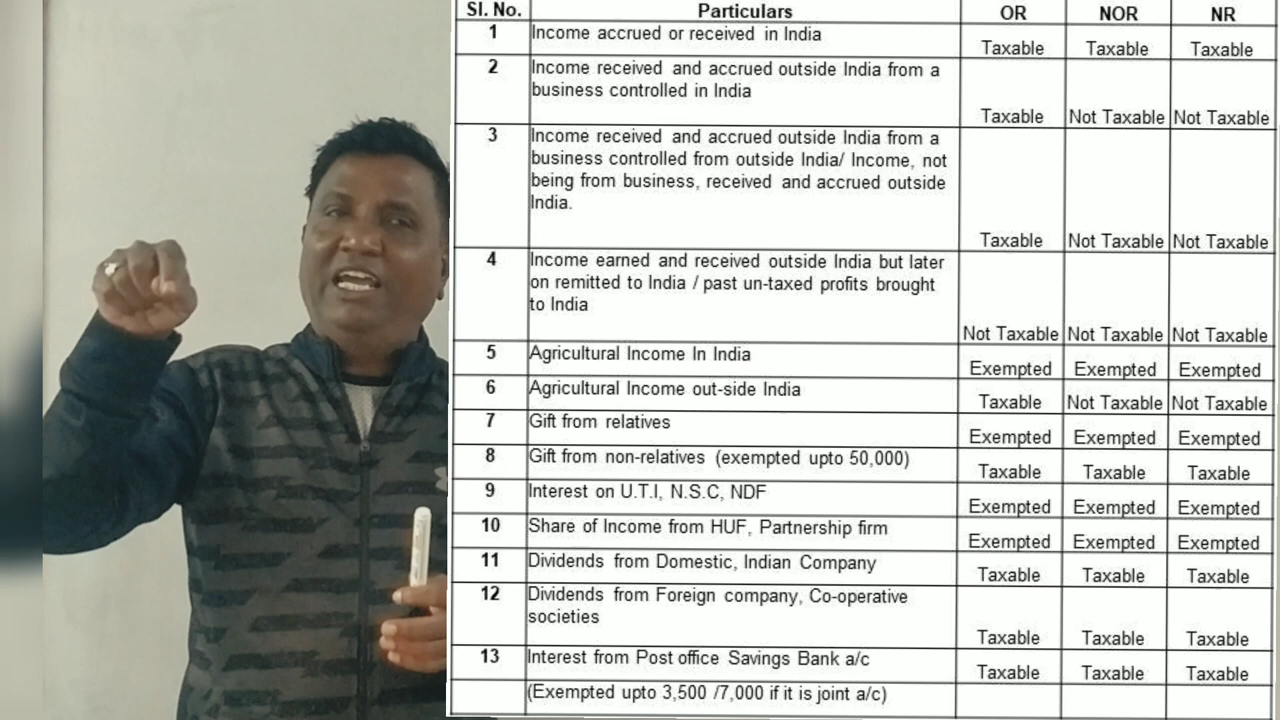 Sl. No. Particulars OR NOR NR
1 Income accrued or received in India Taxable Taxable Taxable
2 Income received and accrued outside India from a
business controlled in India
Taxable Not Taxable Not Taxable
3 Income received and accrued outside India from a
business controlled from outside India/ Income, not
being from business, received and accrued outside
India.
Taxable Not Taxable Not Taxable
4 Income earned and received outside India but later
on remitted to India / past un-taxed profits brought
to India
Not Taxable Not Taxable Not Taxable
5 Agricultural Income In India Exempted Exempted Exempted
6 Agricultural Income out-side India Taxable Not Taxable Not Taxable
7 Gift from relatives Exempted Exempted Exempted
8 Gift from non-relatives (exempted upto 50,000) Taxable Taxable Taxable
9 Interest on U.T.I, N.S.C, NDF Exempted Exempted Exempted
10 Share of Income from HUF, Partnership firm Exempted Exempted Exempted
11 Dividends from Domestic, Indian Company Taxable Taxable Taxable
12 Dividends from Foreign company, Co-operative
societies
Taxable Taxable Taxable
13 Interest from Post office Savings Bank a/c Taxable Taxable Taxable
(Exempted upto 3,500 /7,000 if it is joint a/c)